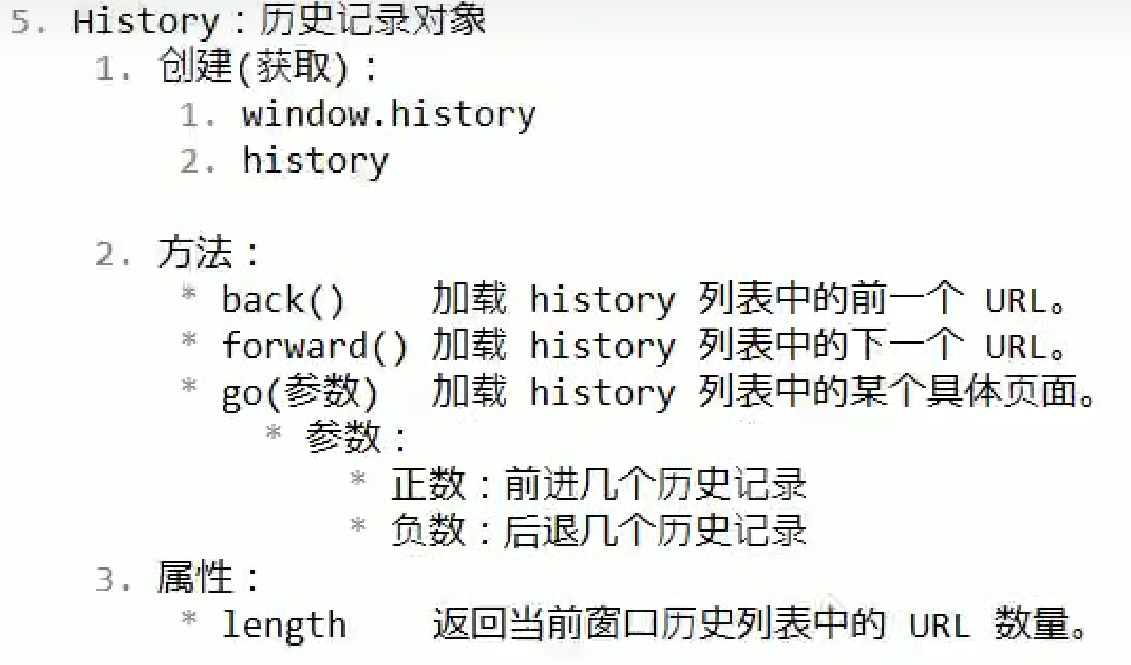 5. History：历史记录对象
1. 创建(获取)：
1. window.history
2. history
2. 方法：
* back() 加载 history 列表中的前一个 URL。
* forward() 加载 history 列表中的下一个 URL。
* go(参数) 加载 history 列表中的某个具体页面。
* 参数：
* 正数：前进几个历史记录
* 负数：后退几个历史记录
3. 属性：
* length 返回当前窗口历史列表中的 URL 数量。